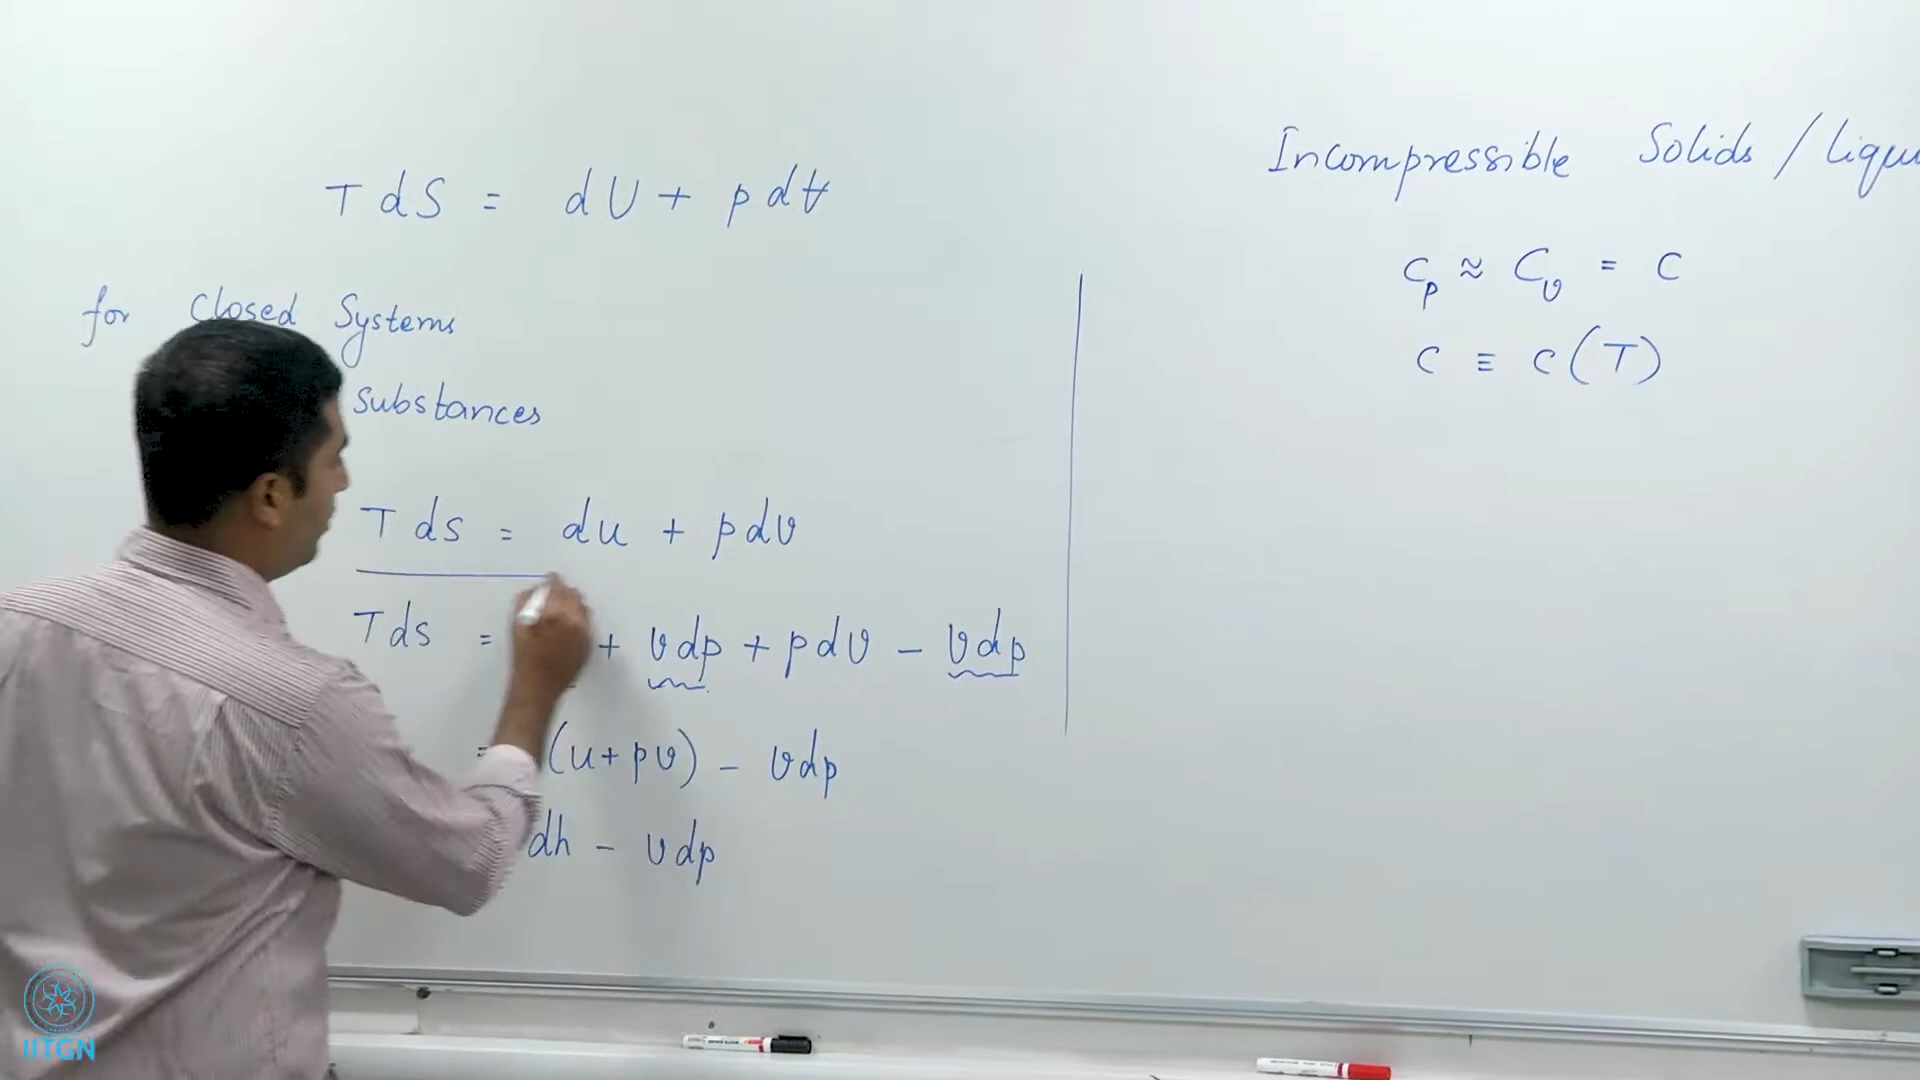 T dS = dU + p dV
for Closed Systems
substances
T ds = du + p dv
T ds = + v dp + p dv - v dp
= (u + pv) - v dp
dh - v dp
Incompressible Solids /
Cp ≈ Cv = C
C ≡ C(T)
IITGN